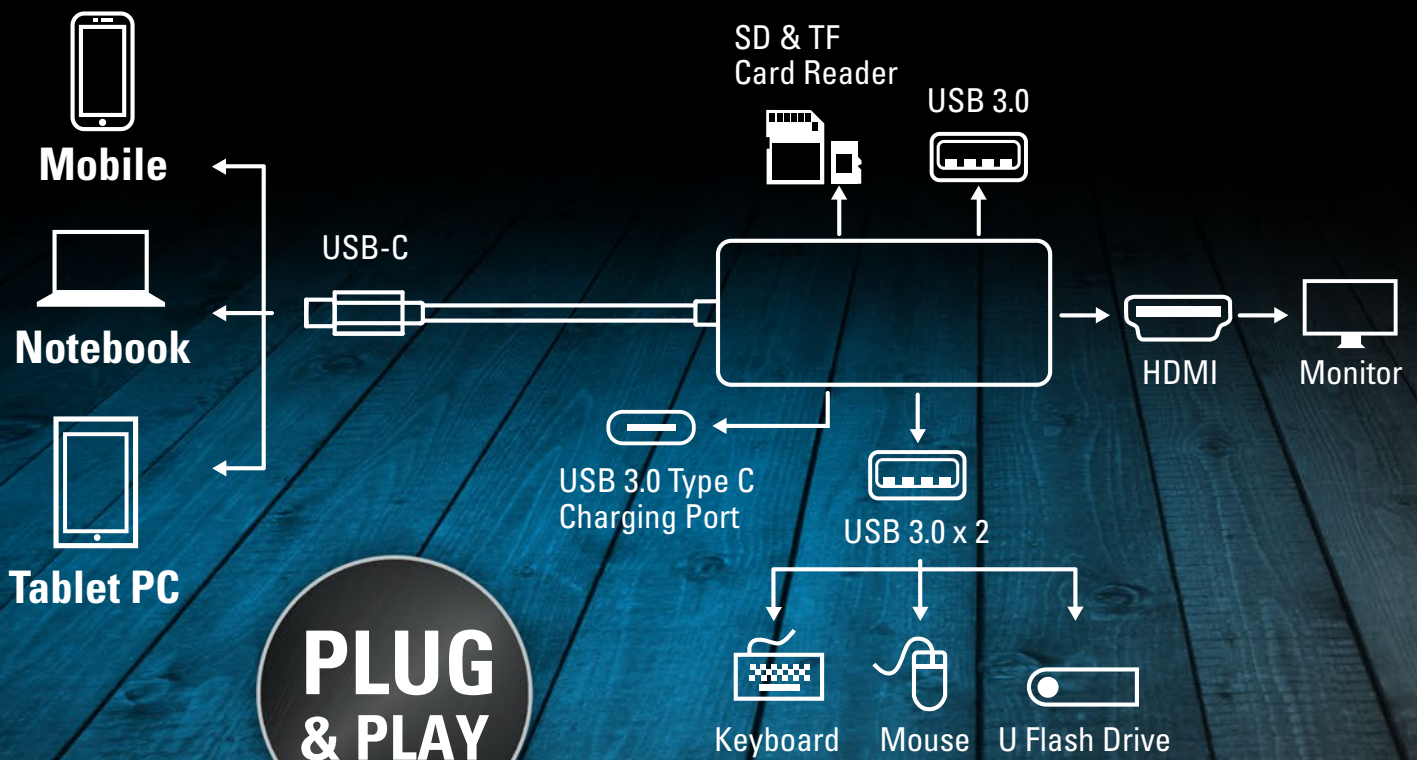 SD & TF
Card Reader
USB 3.0
Mobile
USB-C
Notebook
HDMI
Monitor
USB 3.0 Type C
Charging Port
USB 3.0 x 2
Tablet PC
PLUG
& PLAY
Keyboard
Mouse
U Flash Drive